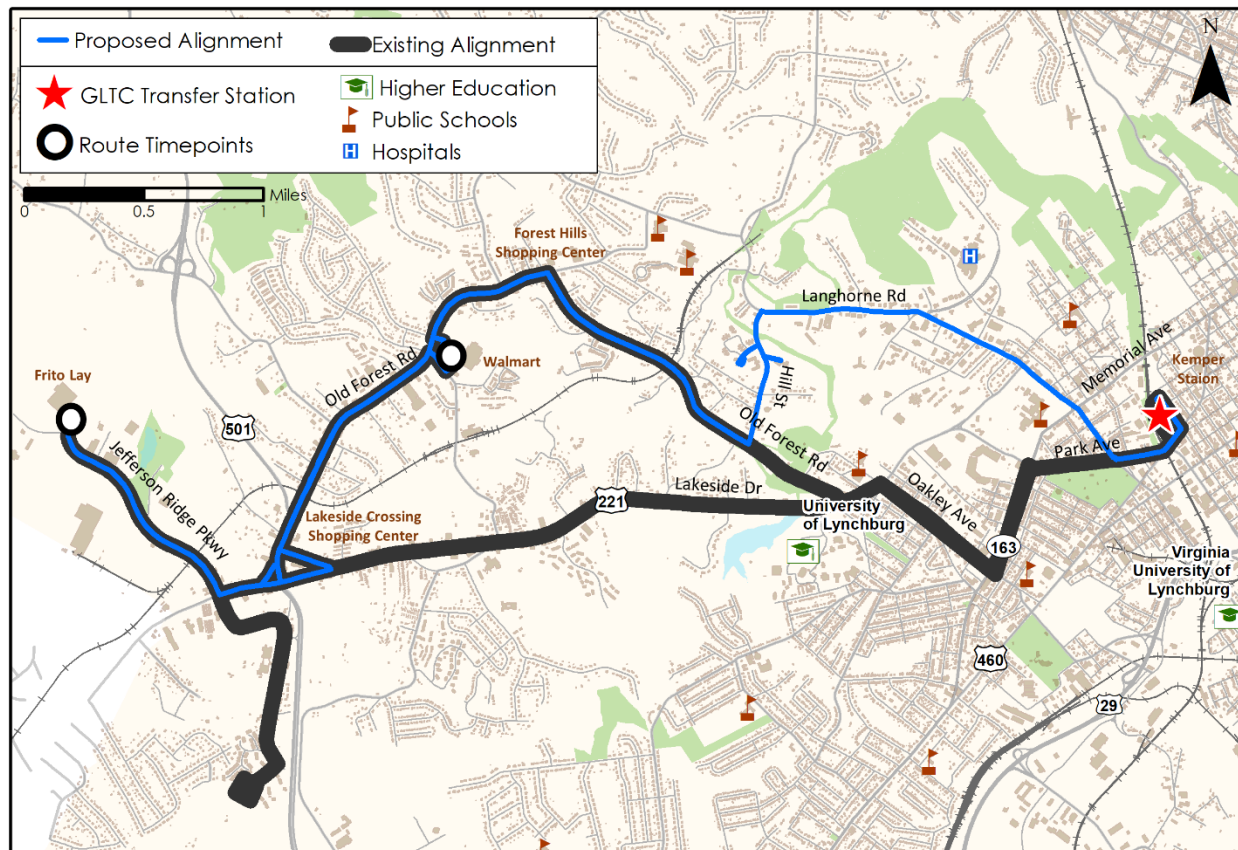 Proposed Alignment
Existing Alignment
GLTC Transfer Station
Route Timepoints
Higher Education
Public Schools
H Hospitals
N
0 0.5 1 Miles
Forest Hills
Shopping Center
H
Langhorne Rd
Memorial Ave
Kemper
Staion
Walmart
Old Forest Rd
Hill St
Frito Lay
501
Jefferson Ridge Pkwy
Old Forest Rd
Park Ave
Lakeside Dr
221
Oakley Ave
University
of Lynchburg
Lakeside Crossing
Shopping Center
163
Virginia
University of
Lynchburg
460
29